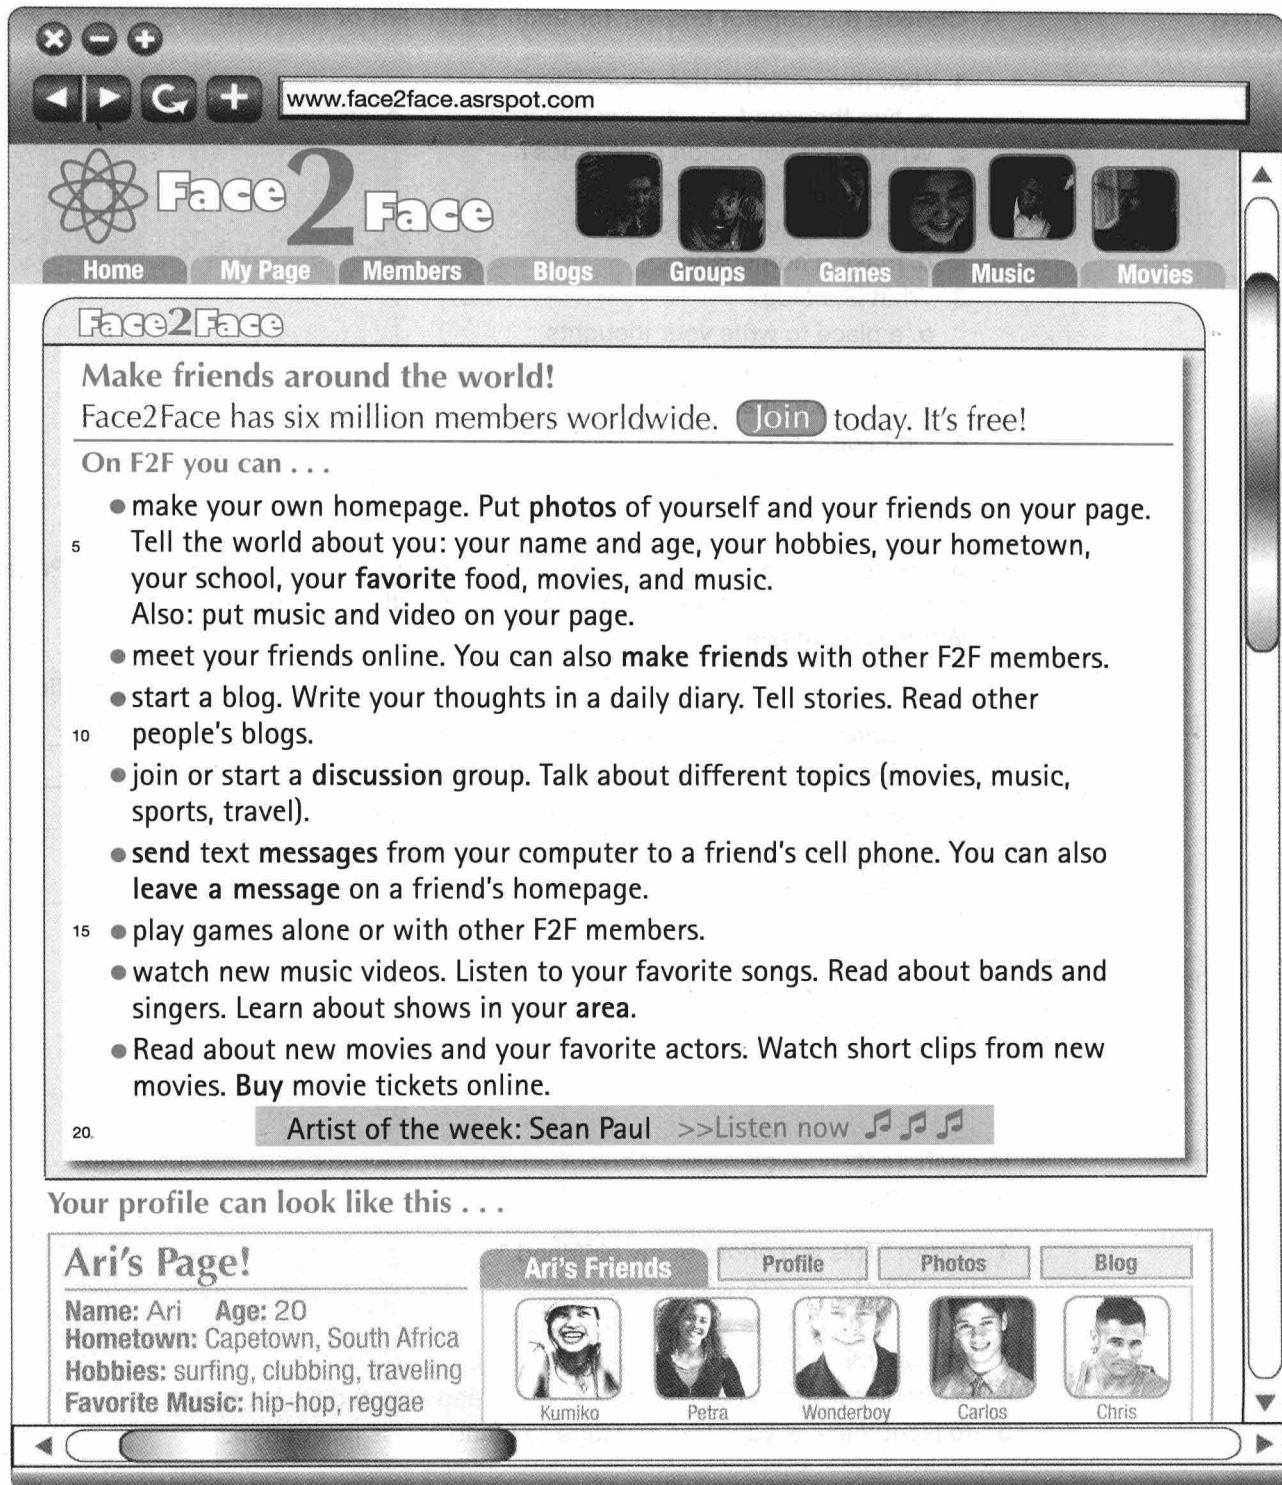 www.face2face.asrspot.com
Face 2 Face
Home My Page Members Blogs Groups Games Music Movies
Face2Face
Make friends around the world!
Face2Face has six million members worldwide. Join today. It's free!
On F2F you can . . .
● make your own homepage. Put photos of yourself and your friends on your page.
5 Tell the world about you: your name and age, your hobbies, your hometown,
your school, your favorite food, movies, and music.
Also: put music and video on your page.
● meet your friends online. You can also make friends with other F2F members.
● start a blog. Write your thoughts in a daily diary. Tell stories. Read other
10 people's blogs.
● join or start a discussion group. Talk about different topics (movies, music,
sports, travel).
● send text messages from your computer to a friend's cell phone. You can also
leave a message on a friend's homepage.
15 ● play games alone or with other F2F members.
● watch new music videos. Listen to your favorite songs. Read about bands and
singers. Learn about shows in your area.
● Read about new movies and your favorite actors. Watch short clips from new
movies. Buy movie tickets online.
20 Artist of the week: Sean Paul >>Listen now
Your profile can look like this . . .
Ari's Page!
Name: Ari Age: 20
Hometown: Capetown, South Africa
Hobbies: surfing, clubbing, traveling
Favorite Music: hip-hop, reggae
Ari's Friends Profile Photos Blog
Kumiko Petra Wonderboy Carlos Chris